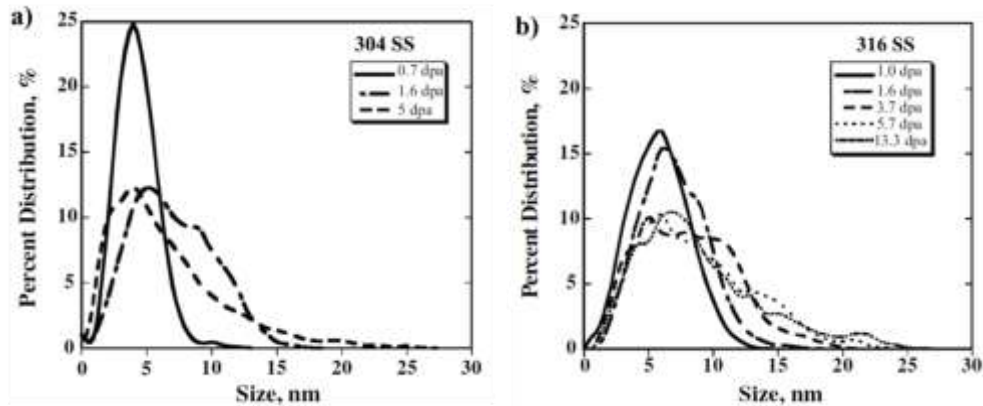 a)
304 SS
0.7 dpa
1.6 dpa
5 dpa
Percent Distribution, %
25
20
15
10
5
0
0 5 10 15 20 25 30
Size, nm
b)
316 SS
1.0 dpa
1.6 dpa
3.7 dpa
5.7 dpa
13.3 dpa
Percent Distribution, %
25
20
15
10
5
0
0 5 10 15 20 25 30
Size, nm